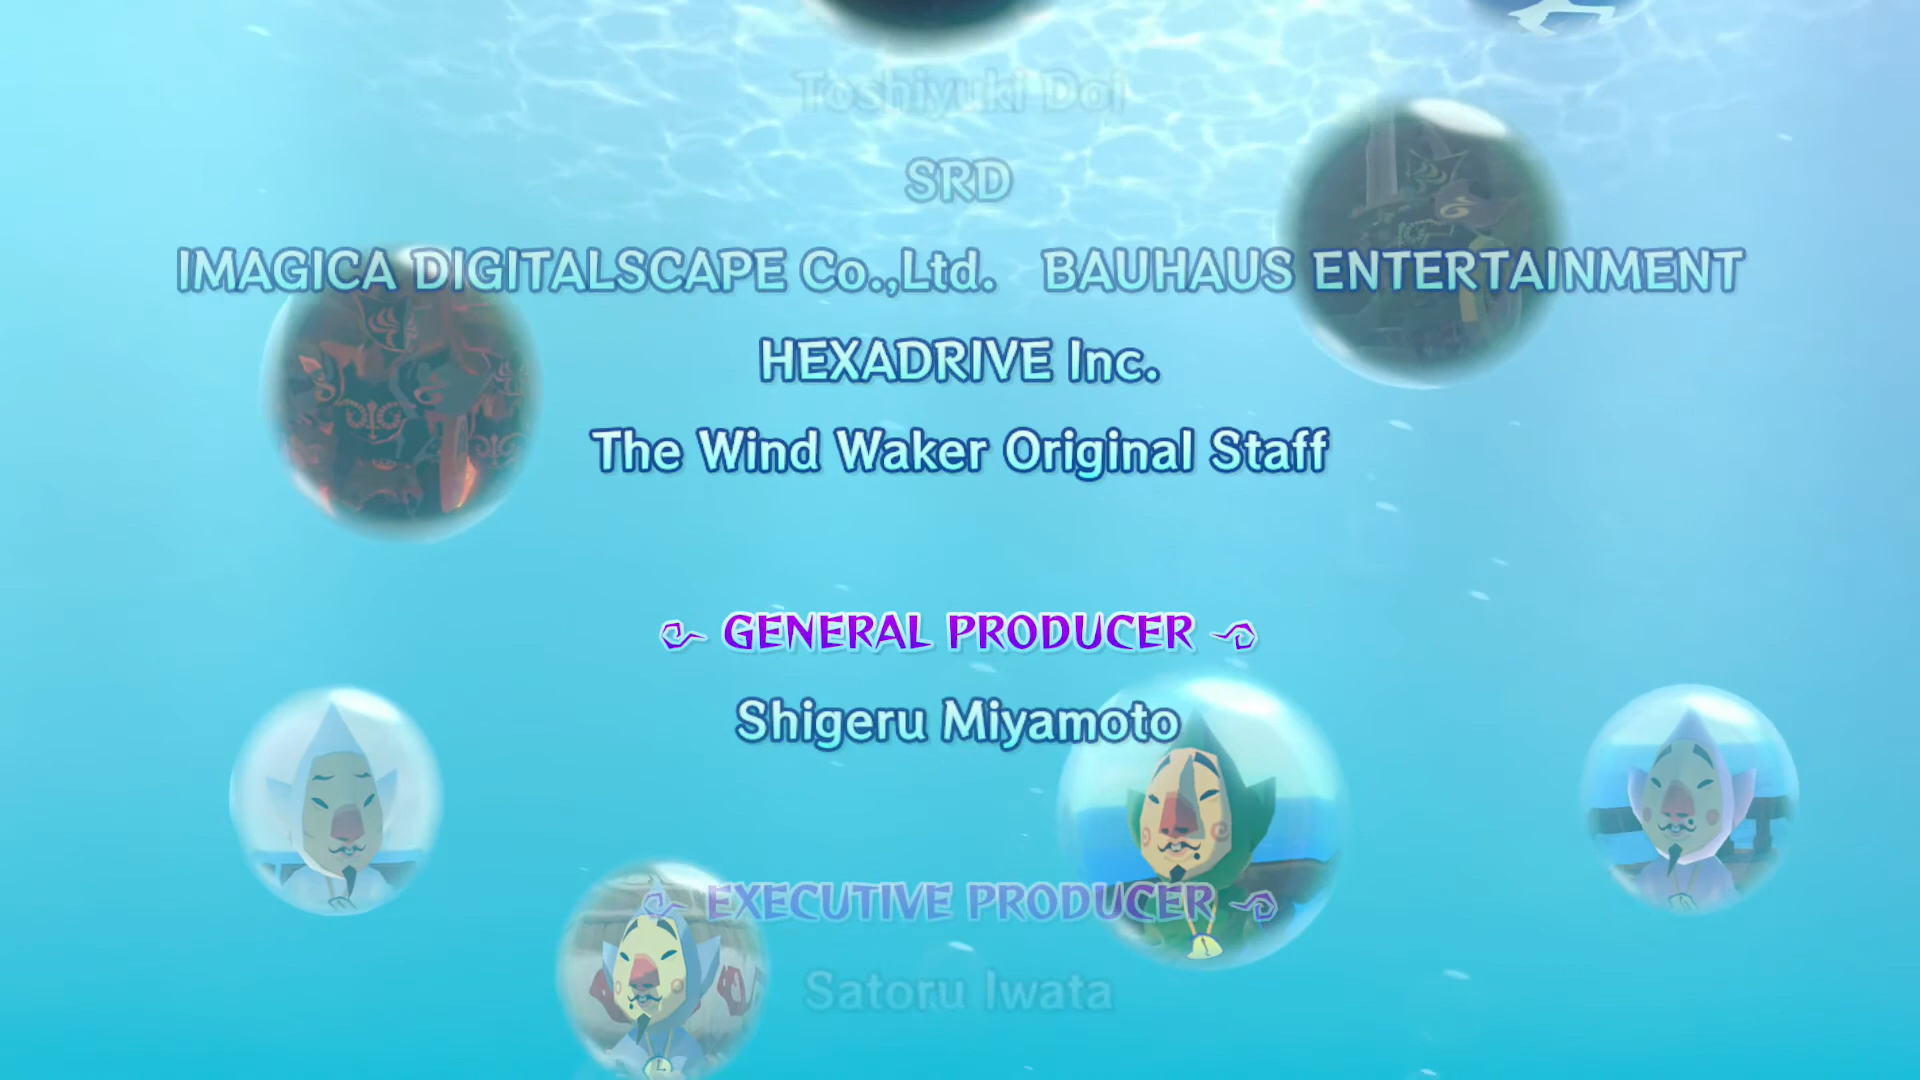 Toshiyuki Doi
SRD
IMAGICA DIGITALSCAPE Co.,Ltd. BAUHAUS ENTERTAINMENT
HEXADRIVE Inc.
The Wind Waker Original Staff
GENERAL PRODUCER
Shigeru Miyamoto
EXECUTIVE PRODUCER
Satoru Iwata